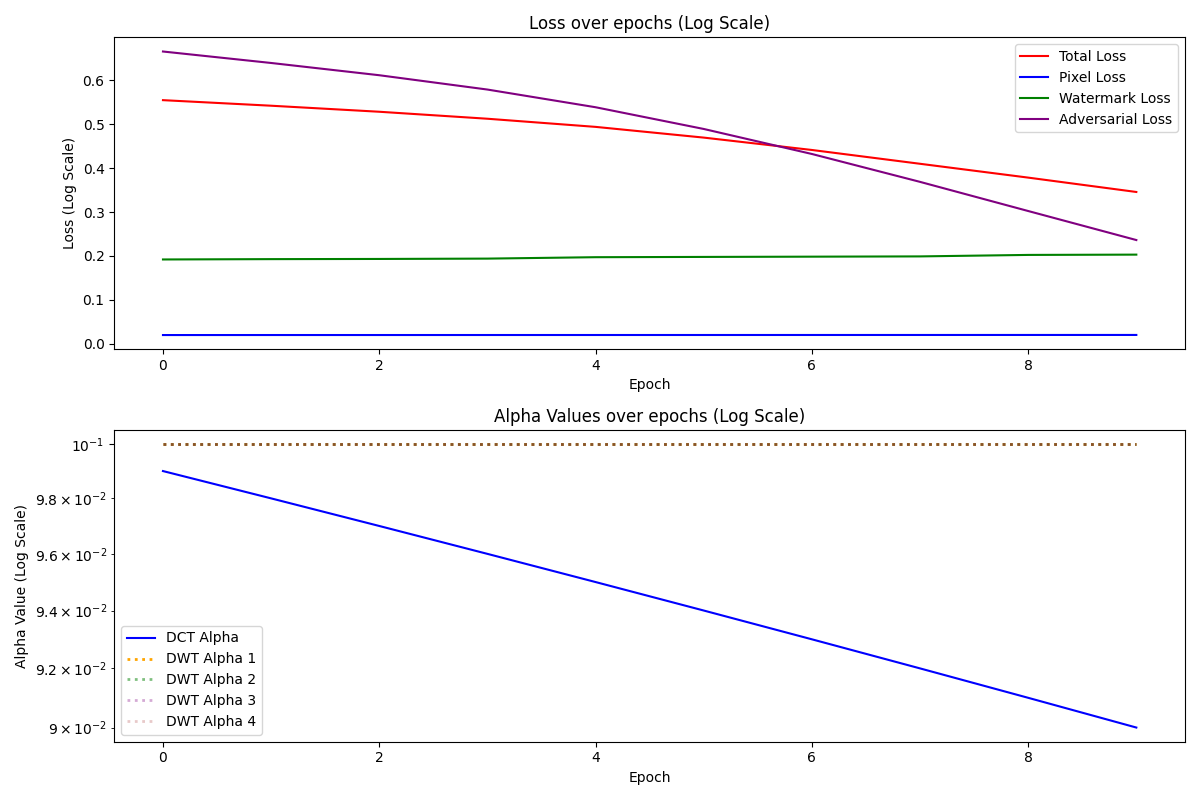 Loss over epochs (Log Scale)
Loss (Log Scale)
0.6
0.5
0.4
0.3
0.2
0.1
0.0
Total Loss
Pixel Loss
Watermark Loss
Adversarial Loss
0 2 4 6 8
Epoch
Alpha Values over epochs (Log Scale)
Alpha Value (Log Scale)
10⁻¹
9.8 × 10⁻²
9.6 × 10⁻²
9.4 × 10⁻²
9.2 × 10⁻²
9 × 10⁻²
DCT Alpha
DWT Alpha 1
DWT Alpha 2
DWT Alpha 3
DWT Alpha 4
0 2 4 6 8
Epoch